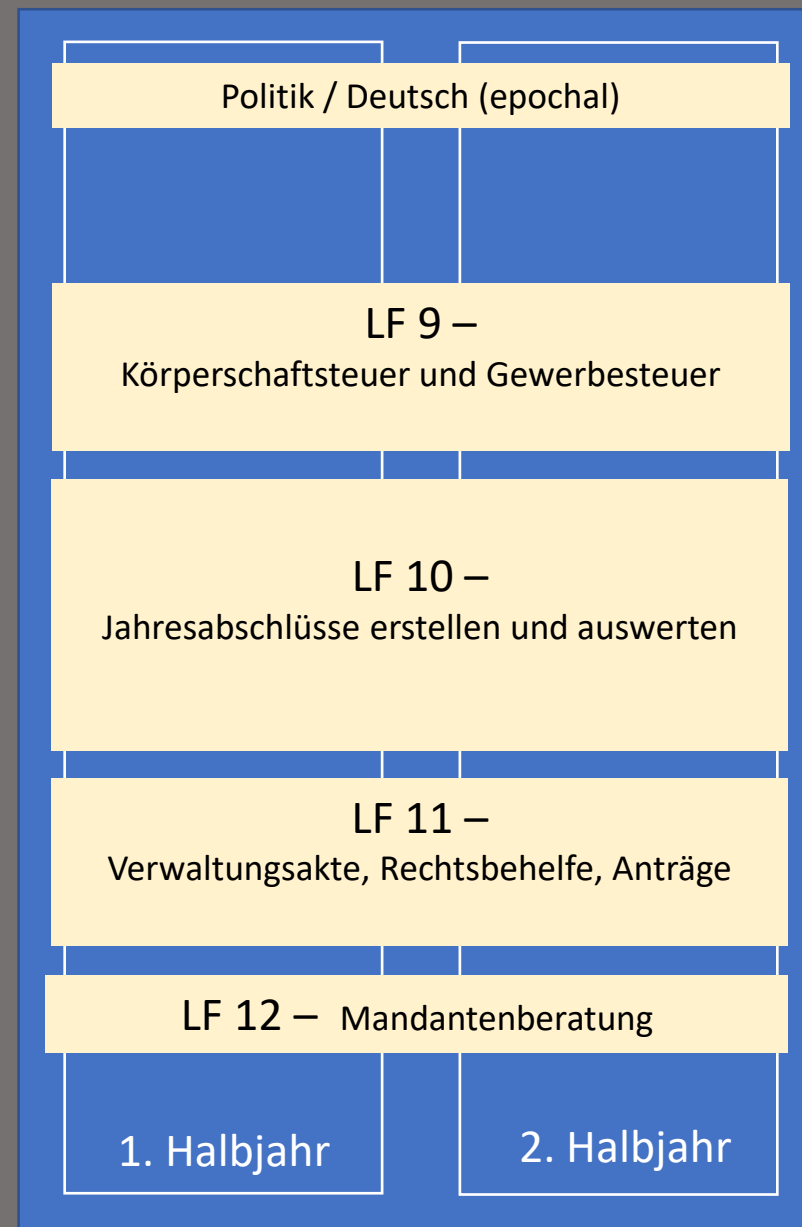 Politik / Deutsch (epochal)
LF 9 –
Körperschaftsteuer und Gewerbesteuer
LF 10 –
Jahresabschlüsse erstellen und auswerten
LF 11 –
Verwaltungsakte, Rechtsbehelfe, Anträge
LF 12 – Mandantenberatung
1. Halbjahr
2. Halbjahr